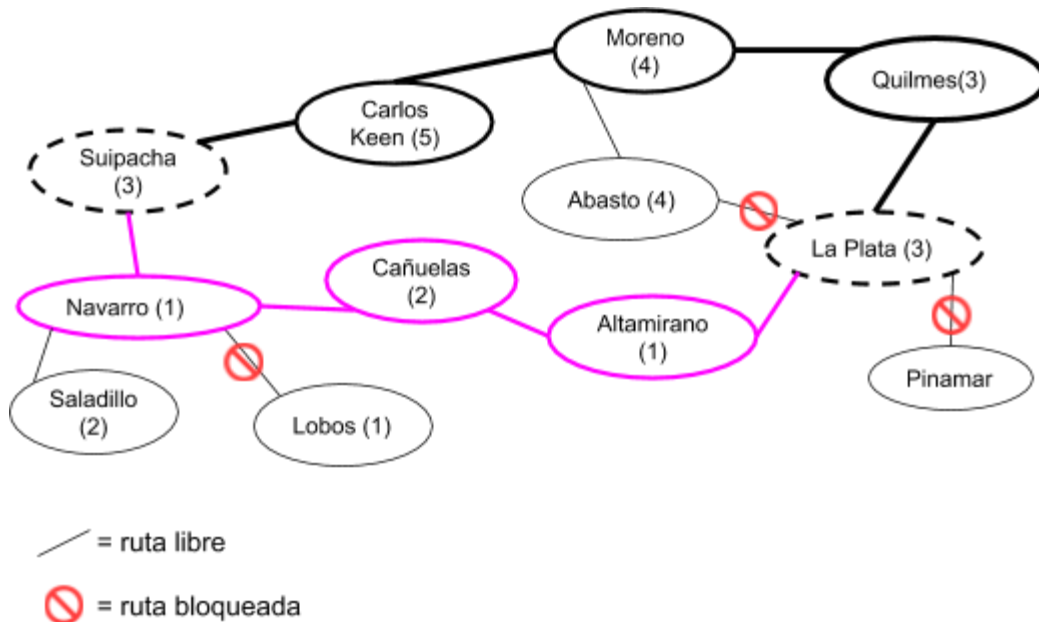 Moreno
(4)
Quilmes(3)
Carlos
Keen (5)
Suipacha
(3)
Abasto (4)
La Plata (3)
Cañuelas
(2)
Navarro (1)
Altamirano
(1)
Pinamar
Saladillo
(2)
Lobos (1)
= ruta libre
= ruta bloqueada